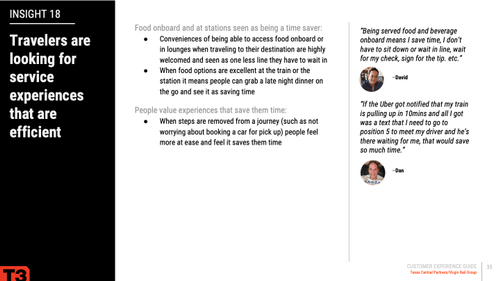 INSIGHT 18
Travelers are
looking for
service
experiences
that are
efficient
Food onboard and at stations seen as being a time saver:
● Conveniences of being able to access food onboard or
in lounges when traveling to their destination are highly
welcomed and seen as one less line they have to wait in
● When food options are excellent at the train or the
station it means people can grab a late night dinner on
the go and see it as saving time
People value experiences that save them time:
● When steps are removed from a journey (such as not
worrying about booking a car for pick up) people feel
more at ease and feel it saves them time
"Being served food and beverage
onboard means I save time, I don't
have to sit down or wait in line, wait
for my check, sign for the tip. etc."
–David
"If the Uber got notified that my train
is pulling up in 10mins and all I got
was a text that I need to go to
position 5 to meet my driver and he's
there waiting for me, that would save
so much time."
–Dan
T3
CUSTOMER EXPERIENCE GUIDE
Texas Central Partners/Virgin Rail Group
35